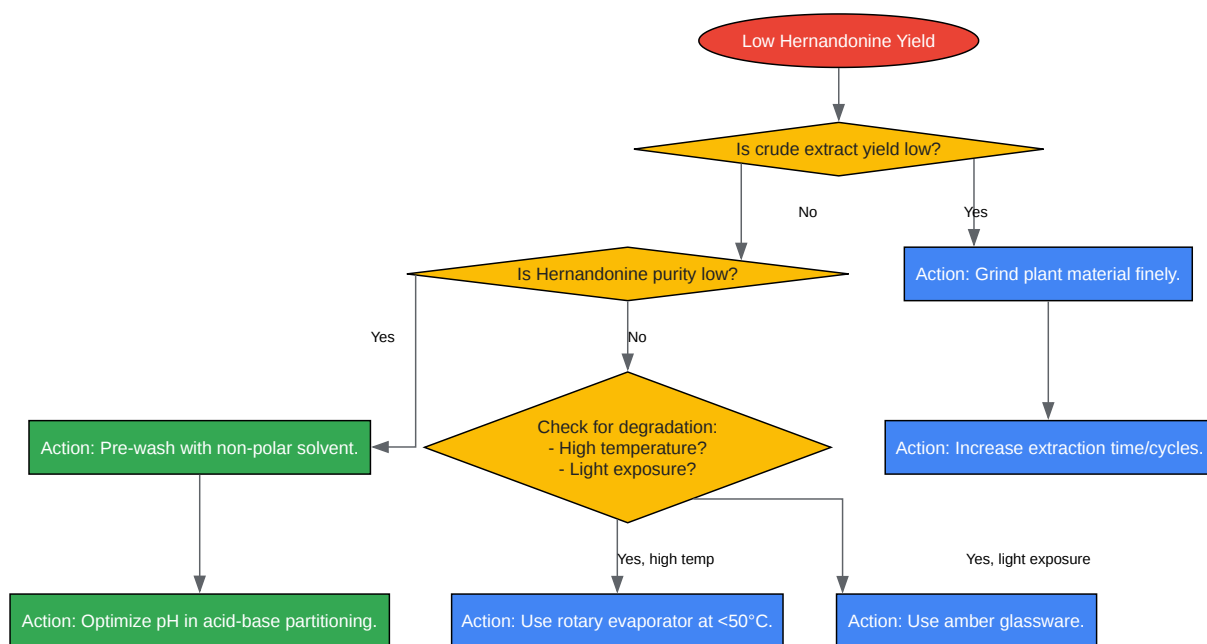 Low Hernandonine Yield
Is crude extract yield low?
No
Yes
Is Hernandonine purity low?
Action: Grind plant material finely.
Yes
No
Action: Pre-wash with non-polar solvent.
Check for degradation:
- High temperature?
- Light exposure?
Action: Increase extraction time/cycles.
Yes, high temp
Yes, light exposure
Action: Optimize pH in acid-base partitioning.
Action: Use rotary evaporator at <50°C.
Action: Use amber glassware.